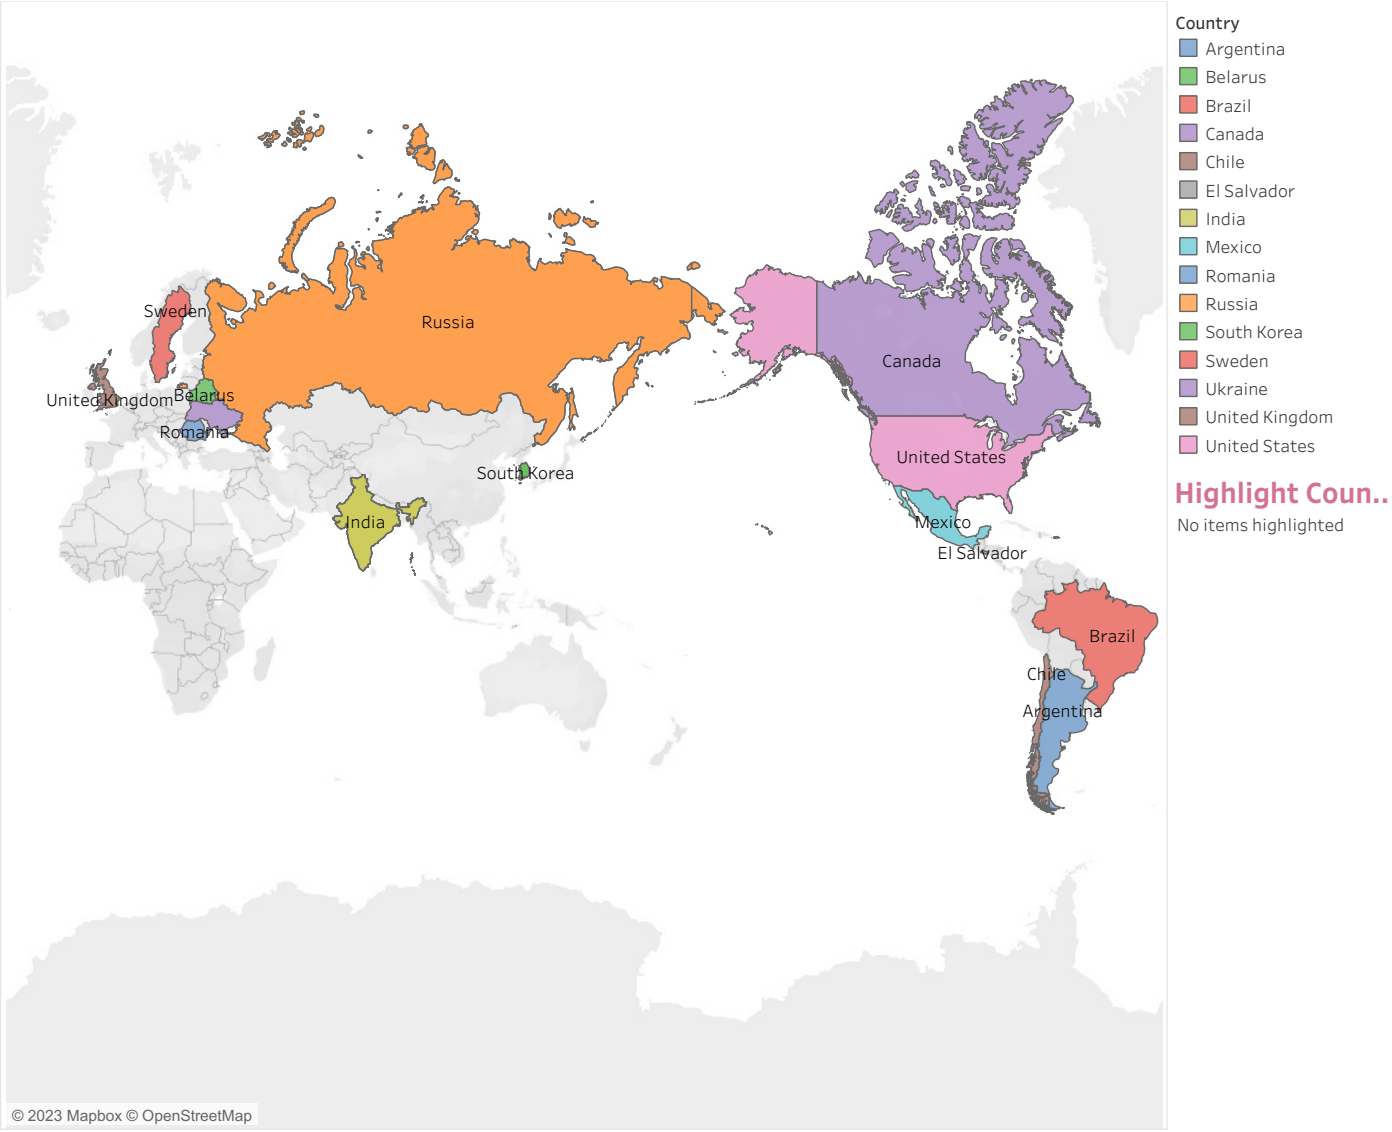 Sweden
Russia
Canada
United Kingdom
Belarus
Romania
United States
South Korea
India
Mexico
El Salvador
Brazil
Chile
Argentina
© 2023 Mapbox © OpenStreetMap
Country
Argentina
Belarus
Brazil
Canada
Chile
El Salvador
India
Mexico
Romania
Russia
South Korea
Sweden
Ukraine
United Kingdom
United States
Highlight Coun..
No items highlighted